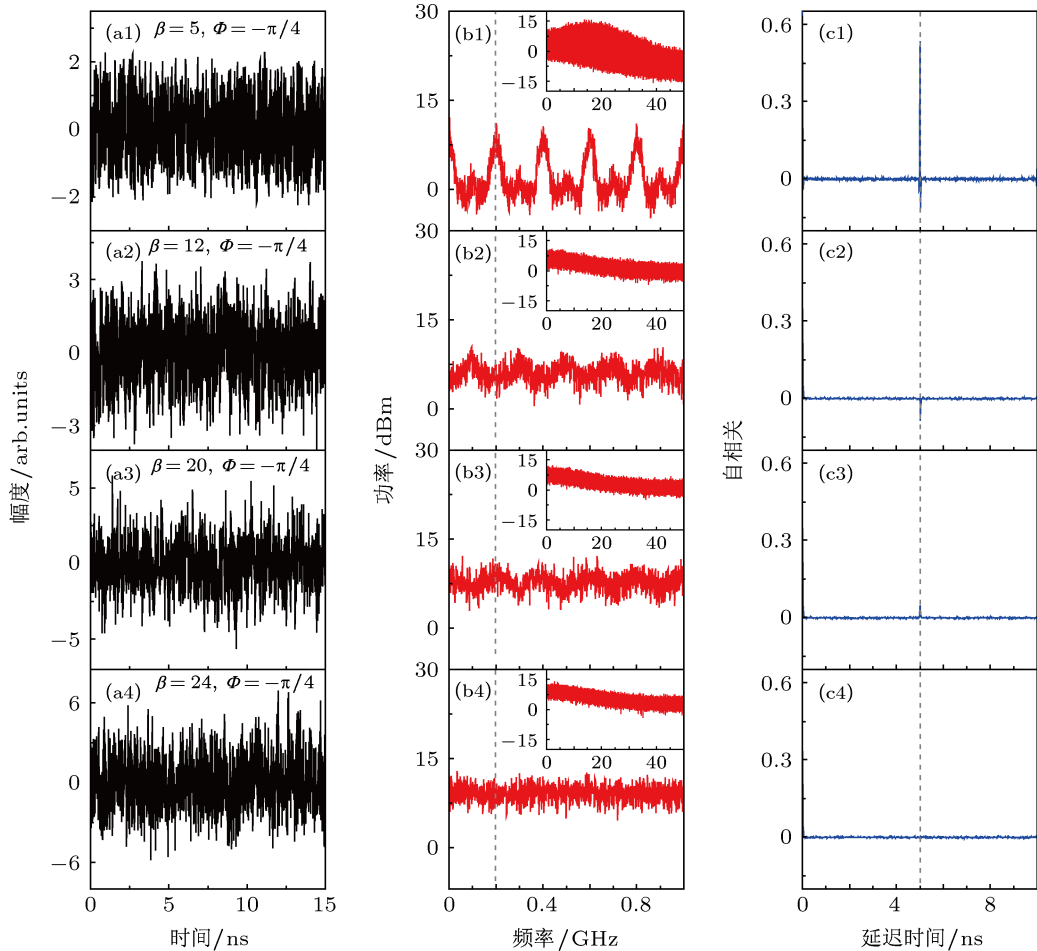 (a1) β = 5, Φ = −π/4
2
0
−2
(a2) β = 12, Φ = −π/4
3
0
−3
(a3) β = 20, Φ = −π/4
5
0
−5
(a4) β = 24, Φ = −π/4
6
0
−6
0 5 10 15
时间/ns
幅度/arb.units
(b1)
30
15
0
15
0
−15
0 20 40
(b2)
30
15
0
15
0
−15
0 20 40
(b3)
30
15
0
15
0
−15
0 20 40
(b4)
30
15
0
15
0
−15
0 20 40
0 0.4 0.8
频率/GHz
功率/dBm
(c1)
0.6
0.3
0
(c2)
0.6
0.3
0
(c3)
0.6
0.3
0
(c4)
0.6
0.3
0
0 4 8
延迟时间/ns
自相关